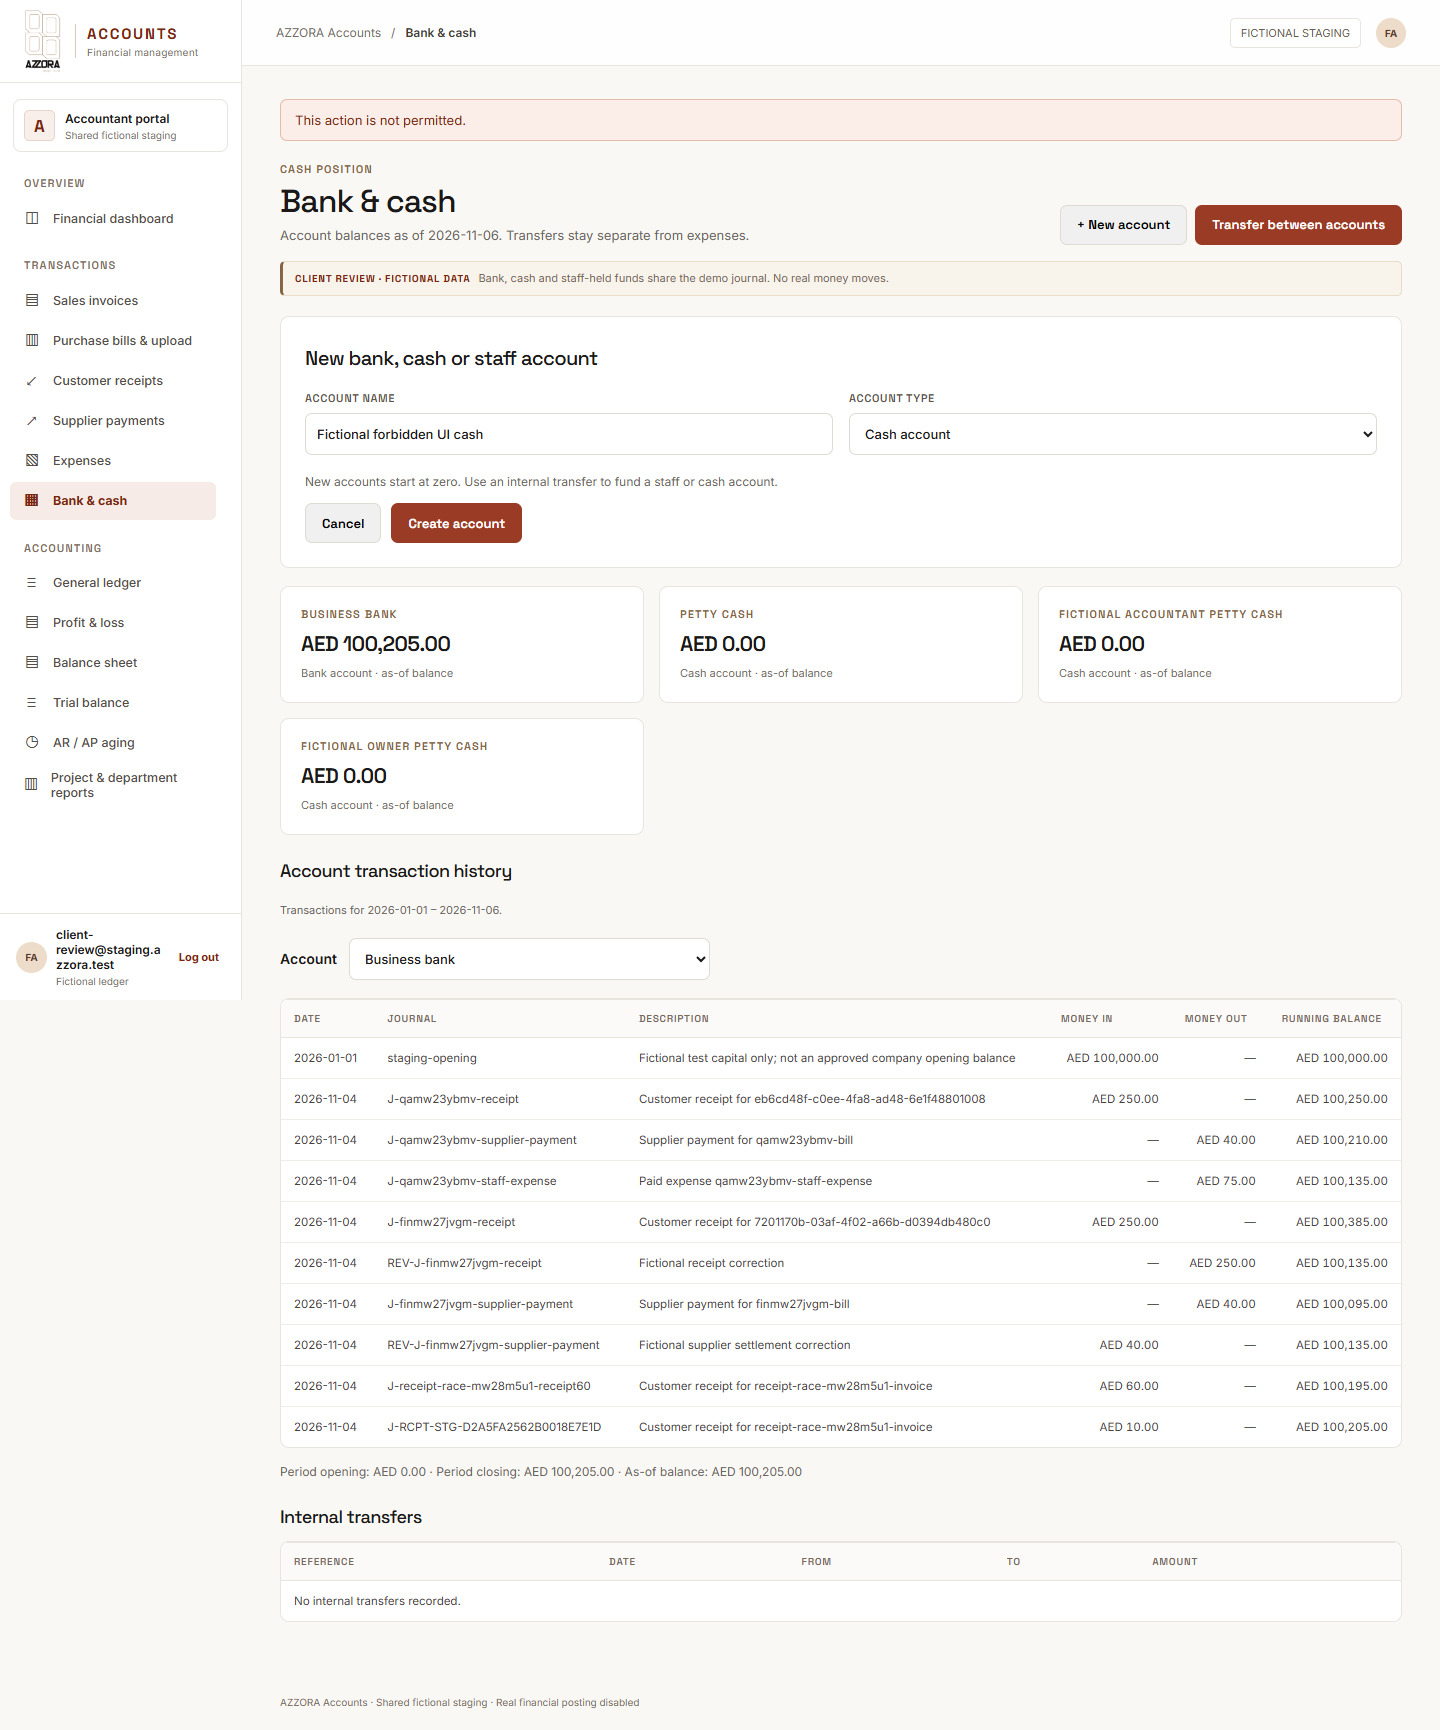 AZZORA
ACCOUNTS
Financial management
A
Accountant portal
Shared fictional staging
OVERVIEW
Financial dashboard
TRANSACTIONS
Sales invoices
Purchase bills & upload
Customer receipts
Supplier payments
Expenses
Bank & cash
ACCOUNTING
General ledger
Profit & loss
Balance sheet
Trial balance
AR / AP aging
Project & department
reports
FA
client-
review@staging.a
zzora.test
Fictional ledger
Log out
AZZORA Accounts / Bank & cash
FICTIONAL STAGING
FA
This action is not permitted.
CASH POSITION
Bank & cash
Account balances as of 2026-11-06. Transfers stay separate from expenses.
+ New account
Transfer between accounts
CLIENT REVIEW · FICTIONAL DATA Bank, cash and staff-held funds share the demo journal. No real money moves.
New bank, cash or staff account
ACCOUNT NAME
ACCOUNT TYPE
Fictional forbidden UI cash
Cash account
New accounts start at zero. Use an internal transfer to fund a staff or cash account.
Cancel
Create account
BUSINESS BANK
AED 100,205.00
Bank account · as-of balance
PETTY CASH
AED 0.00
Cash account · as-of balance
FICTIONAL ACCOUNTANT PETTY CASH
AED 0.00
Cash account · as-of balance
FICTIONAL OWNER PETTY CASH
AED 0.00
Cash account · as-of balance
Account transaction history
Transactions for 2026-01-01 – 2026-11-06.
Account
Business bank
DATE JOURNAL DESCRIPTION MONEY IN MONEY OUT RUNNING BALANCE
2026-01-01 staging-opening Fictional test capital only; not an approved company opening balance AED 100,000.00 — AED 100,000.00
2026-11-04 J-qamw23ybmv-receipt Customer receipt for eb6cd48f-c0ee-4fa8-ad48-6e1f48801008 AED 250.00 — AED 100,250.00
2026-11-04 J-qamw23ybmv-supplier-payment Supplier payment for qamw23ybmv-bill — AED 40.00 AED 100,210.00
2026-11-04 J-qamw23ybmv-staff-expense Paid expense qamw23ybmv-staff-expense — AED 75.00 AED 100,135.00
2026-11-04 J-finmw27jvgm-receipt Customer receipt for 7201170b-03af-4f02-a66b-d0394db480c0 AED 250.00 — AED 100,385.00
2026-11-04 REV-J-finmw27jvgm-receipt Fictional receipt correction — AED 250.00 AED 100,135.00
2026-11-04 J-finmw27jvgm-supplier-payment Supplier payment for finmw27jvgm-bill — AED 40.00 AED 100,095.00
2026-11-04 REV-J-finmw27jvgm-supplier-payment Fictional supplier settlement correction AED 40.00 — AED 100,135.00
2026-11-04 J-receipt-race-mw28m5u1-receipt60 Customer receipt for receipt-race-mw28m5u1-invoice AED 60.00 — AED 100,195.00
2026-11-04 J-RCPT-STG-D2A5FA2562B0018E7E1D Customer receipt for receipt-race-mw28m5u1-invoice AED 10.00 — AED 100,205.00
Period opening: AED 0.00 · Period closing: AED 100,205.00 · As-of balance: AED 100,205.00
Internal transfers
REFERENCE DATE FROM TO AMOUNT
No internal transfers recorded.
AZZORA Accounts · Shared fictional staging · Real financial posting disabled